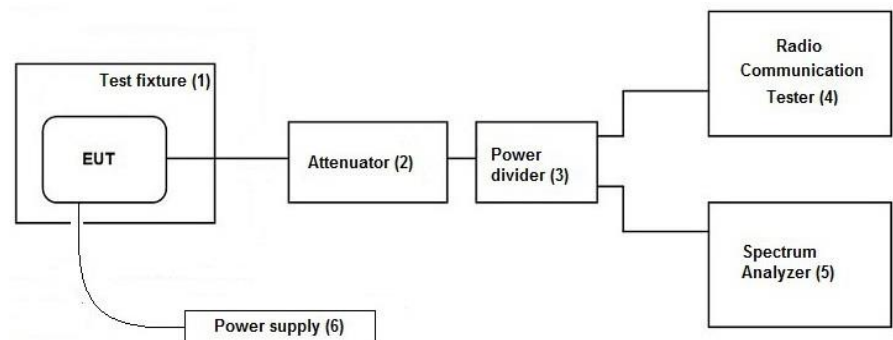 Test fixture (1)
EUT
Attenuator (2)
Power
divider (3)
Radio
Communication
Tester (4)
Spectrum
Analyzer (5)
Power supply (6)